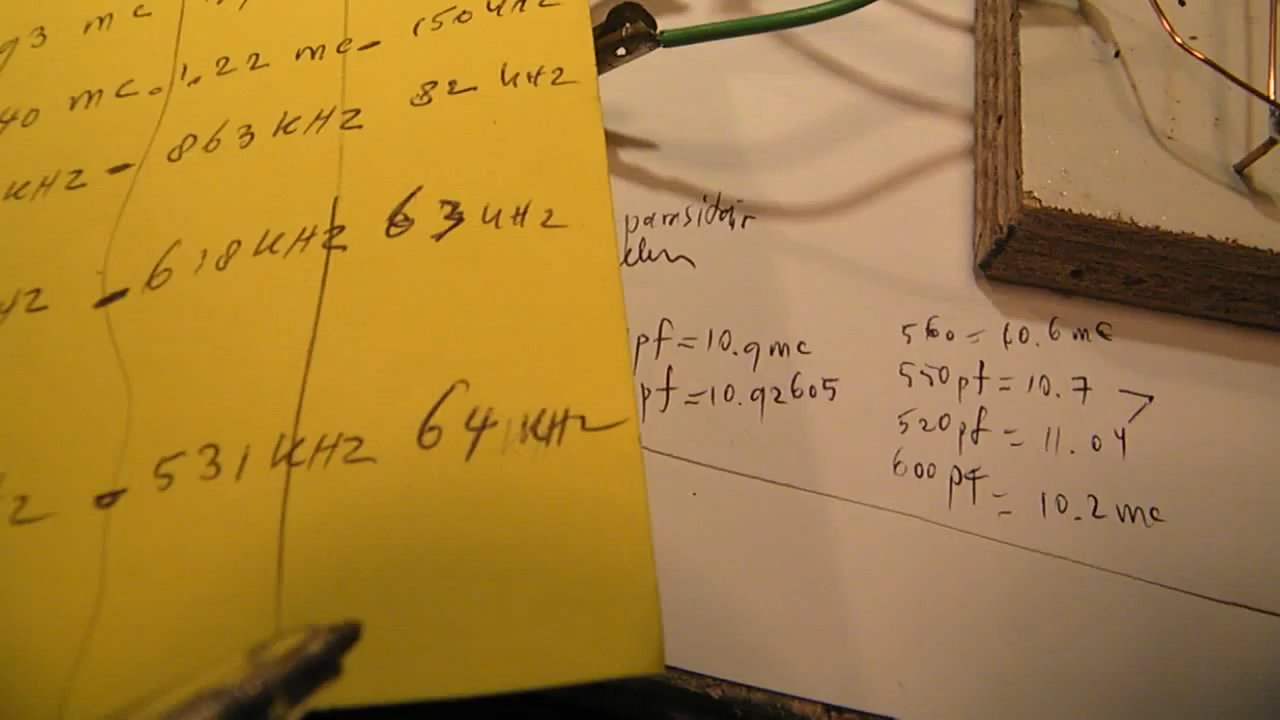 93 mc
40 mc. 1.22 mc - 150 KHZ
KHZ - 863 KHZ 82 KHZ
HZ - 618 KHZ 63 KHZ
HZ - 531 KHZ 64 KHZ
pf = 10.9 mc
pf = 10.92605
560 = 10.6 mc
550 pf = 10.7
520 pf = 11.04
600 pf = 10.2 mc